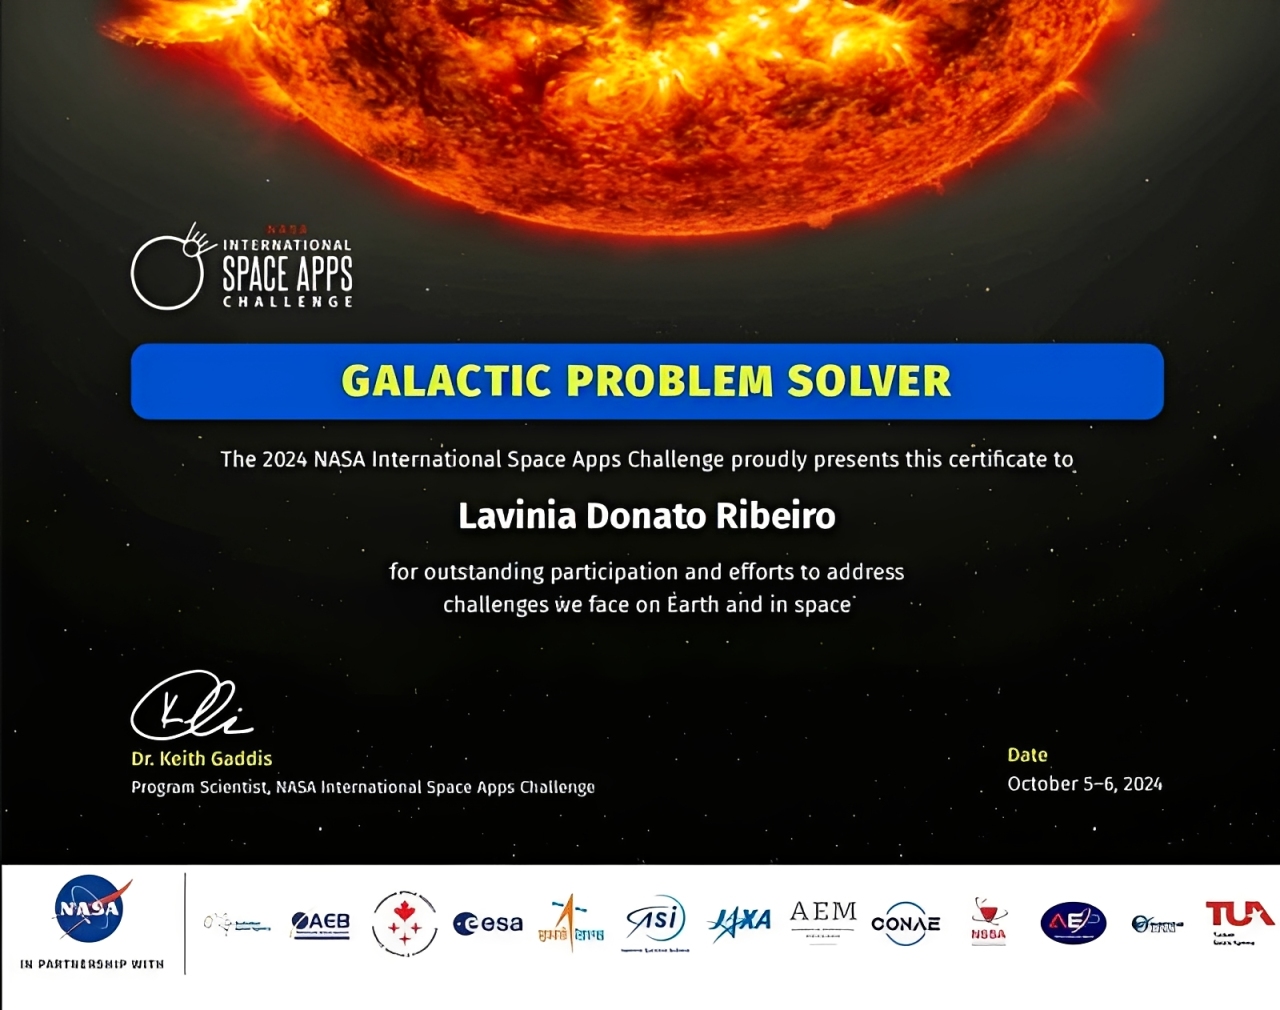 NASA
INTERNATIONAL
SPACE APPS
CHALLENGE
GALACTIC PROBLEM SOLVER
The 2024 NASA International Space Apps Challenge proudly presents this certificate to
Lavinia Donato Ribeiro
for outstanding participation and efforts to address
challenges we face on Earth and in space
Dr. Keith Gaddis
Program Scientist, NASA International Space Apps Challenge
Date
October 5–6, 2024
NASA
IN PARTNERSHIP WITH
AEB
esa
asi
JAXA
AEM
CONAE
NSSA
AE
TUA